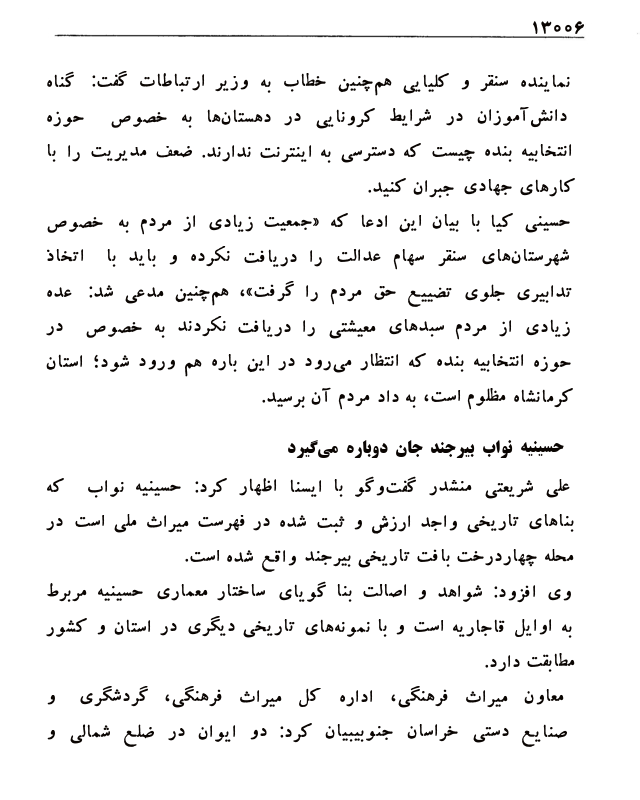 ۱۳۰۰۶
نماینده سنقر و کلیایی هم‌چنین خطاب به وزیر ارتباطات گفت: گناه
دانش‌آموزان در شرایط کرونایی در دهستان‌ها به خصوص حوزه
انتخابیه بنده چیست که دسترسی به اینترنت ندارند. ضعف مدیریت را با
کارهای جهادی جبران کنید.
حسینی کیا با بیان این ادعا که «جمعیت زیادی از مردم به خصوص
شهرستان‌های سنقر سهام عدالت را دریافت نکرده و باید با اتخاذ
تدابیری جلوی تضییع حق مردم را گرفت»، هم‌چنین مدعی شد: عده
زیادی از مردم سبدهای معیشتی را دریافت نکردند به خصوص در
حوزه انتخابیه بنده که انتظار می‌رود در این باره هم ورود شود؛ استان
کرمانشاه مظلوم است، به داد مردم آن برسید.
حسینیه نواب بیرجند جان دوباره می‌گیرد
علی شریعتی منشدر گفت‌وگو با ایسنا اظهار کرد: حسینیه نواب که
بناهای تاریخی واجد ارزش و ثبت شده در فهرست میراث ملی است در
محله چهاردرخت بافت تاریخی بیرجند واقع شده است.
وی افزود: شواهد و اصالت بنا گویای ساختار معماری حسینیه مربرط
به اوایل قاجاریه است و با نمونه‌های تاریخی دیگری در استان و کشور
مطابقت دارد.
معاون میراث فرهنگی، اداره کل میراث فرهنگی، گردشگری و
صنایع دستی خراسان جنوبیبیان کرد: دو ایوان در ضلع شمالی و